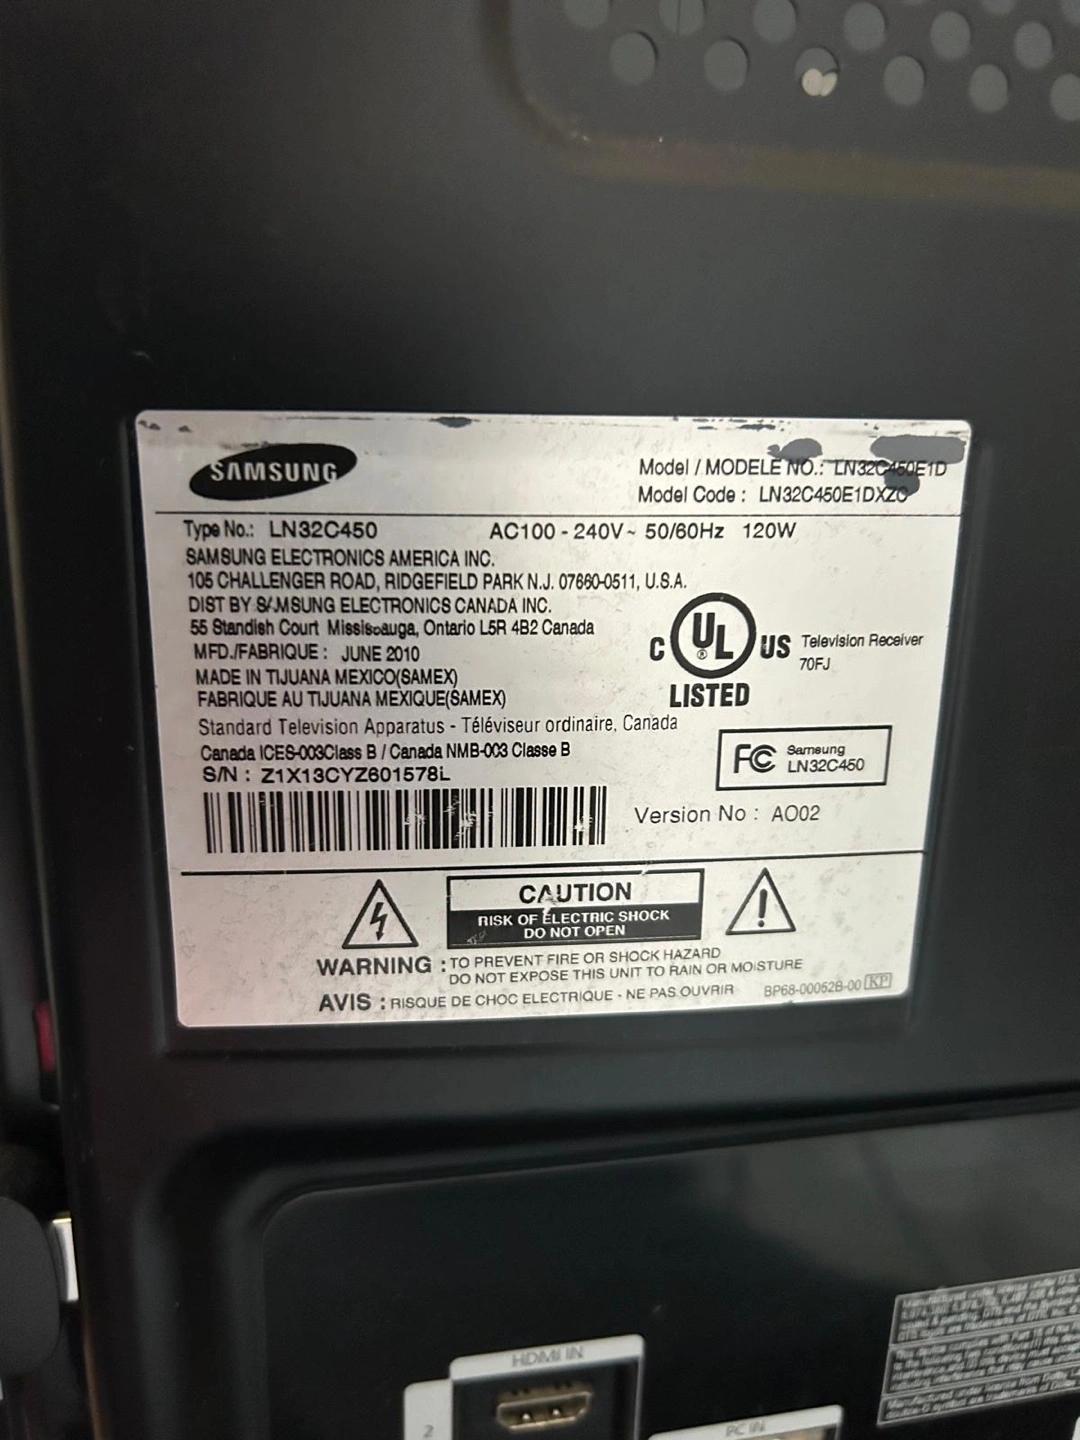 SAMSUNG
Model / MODELE NO.: LN32C450E1D
Model Code : LN32C450E1DXZC
Type No.: LN32C450 AC100 - 240V~ 50/60Hz 120W
SAMSUNG ELECTRONICS AMERICA INC.
105 CHALLENGER ROAD, RIDGEFIELD PARK N.J. 07660-0511, U.S.A.
DIST BY SAMSUNG ELECTRONICS CANADA INC.
55 Standish Court Mississauga, Ontario L5R 4B2 Canada
MFD./FABRIQUE : JUNE 2010
MADE IN TIJUANA MEXICO(SAMEX)
FABRIQUE AU TIJUANA MEXIQUE(SAMEX)
C UL ® US
LISTED
Television Receiver
70FJ
Standard Television Apparatus - Téléviseur ordinaire, Canada
Canada ICES-003Class B / Canada NMB-003 Classe B
S/N : Z1X13CYZ601578L
FC Samsung
LN32C450
Version No : AO02
CAUTION
RISK OF ELECTRIC SHOCK
DO NOT OPEN
WARNING : TO PREVENT FIRE OR SHOCK HAZARD
DO NOT EXPOSE THIS UNIT TO RAIN OR MOISTURE
AVIS : RISQUE DE CHOC ELECTRIQUE - NE PAS OUVRIR
BP68-00052B-00 KP
HDMI IN
2
PC IN